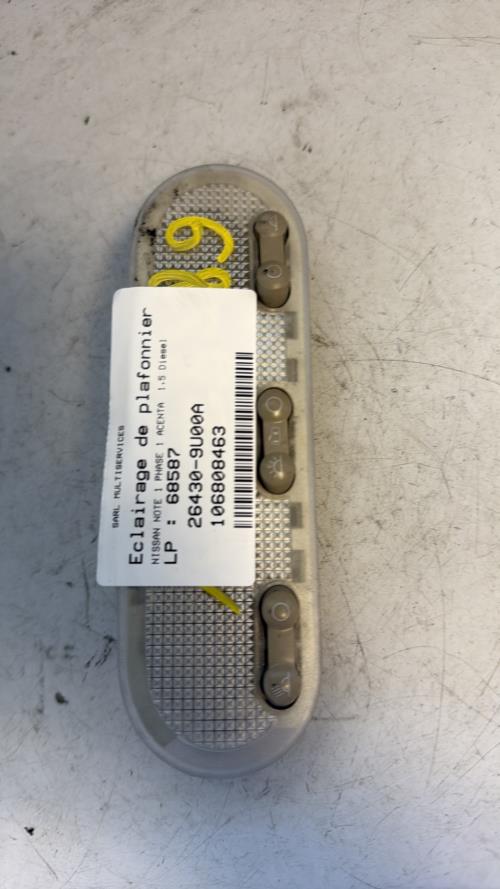 SARL MULTISERVICES
Eclairage de plafonnier
NISSAN NOTE 1 PHASE 1 ACENTA 1.5 Diesel
LP : 68587
26430-9U00A
106808463